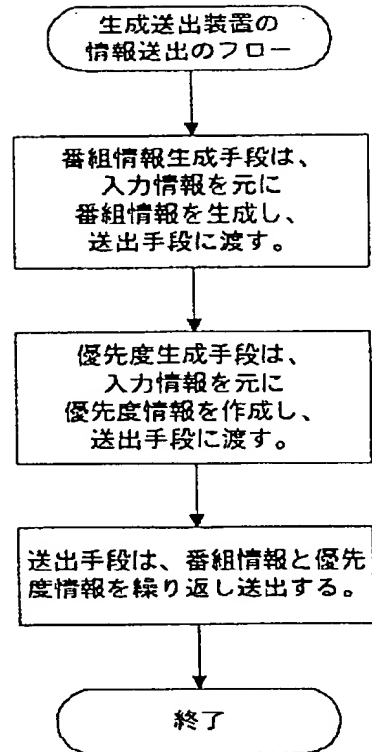 生成送出装置の
情報送出のフロー
番組情報生成手段は、
入力情報を元に
番組情報を生成し、
送出手段に渡す。
優先度生成手段は、
入力情報を元に
優先度情報を作成し、
送出手段に渡す。
送出手段は、番組情報と優先
度情報を繰り返し送出する。
終了